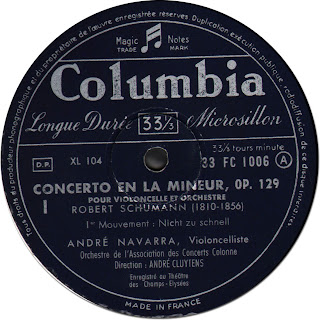 et du propriétaire de l'œuvre enregistrée réservés Duplication, exécution publique,
du producteur phonographique
radiodiffusion
de ce disque interdites
Magic Notes
TRADE MARK
Columbia
Longue Durée 33⅓ Microsillon
33⅓ tours minute
D.P. XL 104 33 FC 1006 A
CONCERTO EN LA MINEUR, OP. 129
I POUR VIOLONCELLE ET ORCHESTRE
ROBERT SCHUMANN (1810-1856)
1er Mouvement: Nicht zu schnell
ANDRÉ NAVARRA, Violoncelliste
Orchestre de l'Association des Concerts Colonne
Direction : ANDRÉ CLUYTENS
Enregistré au Théâtre
des Champs-Elysées
MADE IN FRANCE